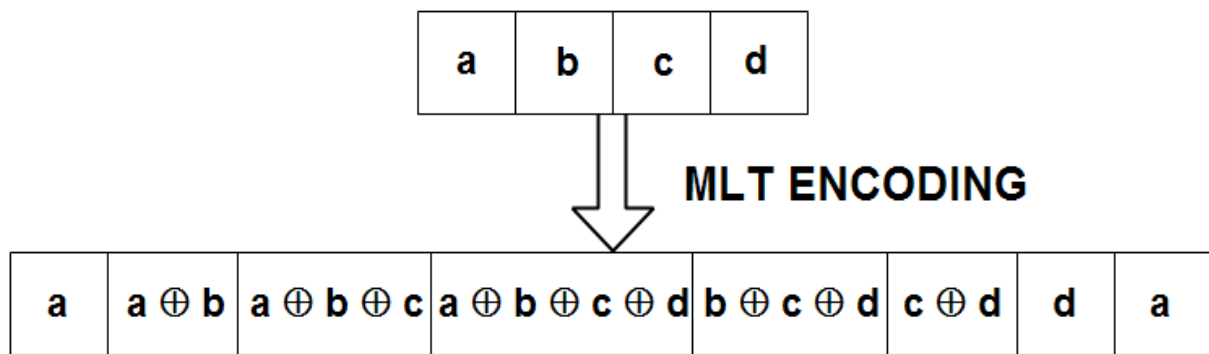 a b c d
MLT ENCODING
a a ⊕ b a ⊕ b ⊕ c a ⊕ b ⊕ c ⊕ d b ⊕ c ⊕ d c ⊕ d d a